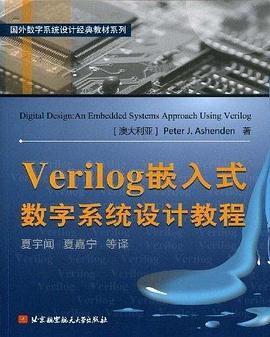 国外数字系统设计经典教材系列
Digital Design:An Embedded Systems Approach Using Verilog
[澳大利亚] Peter J. Ashenden 著
Verilog嵌入式
数字系统设计教程
夏宇闻 夏嘉宁 等译
北京航空航天大学出版社